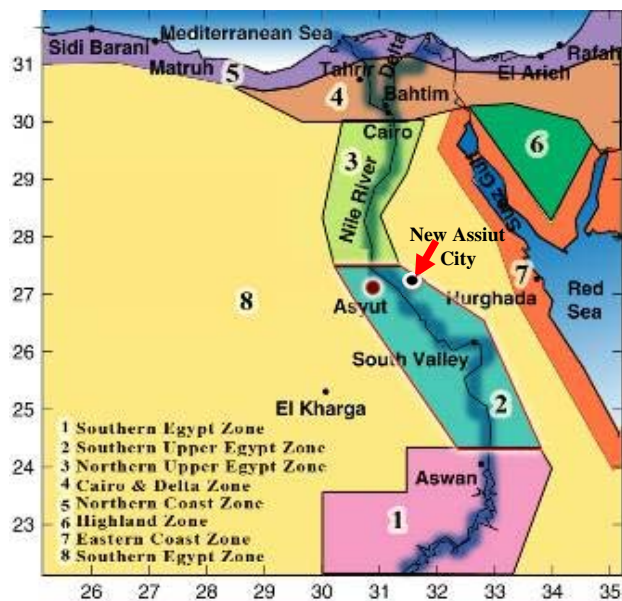 Mediterranean Sea
Sidi Barani
Rafah
Matruh
Delta
El Arich
5
Tahrir
4
Bahtim
Cairo
6
3
Suez Gulf
Nile River
New Assiut
City
7
8
Asyut
Hurghada
Red
Sea
South Valley
2
El Kharga
1 Southern Egypt Zone
2 Southern Upper Egypt Zone
3 Northern Upper Egypt Zone
4 Cairo & Delta Zone
5 Northern Coast Zone
6 Highland Zone
7 Eastern Coast Zone
8 Southern Egypt Zone
Aswan
1
31
30
29
28
27
26
25
24
23
26 27 28 29 30 31 32 33 34 35